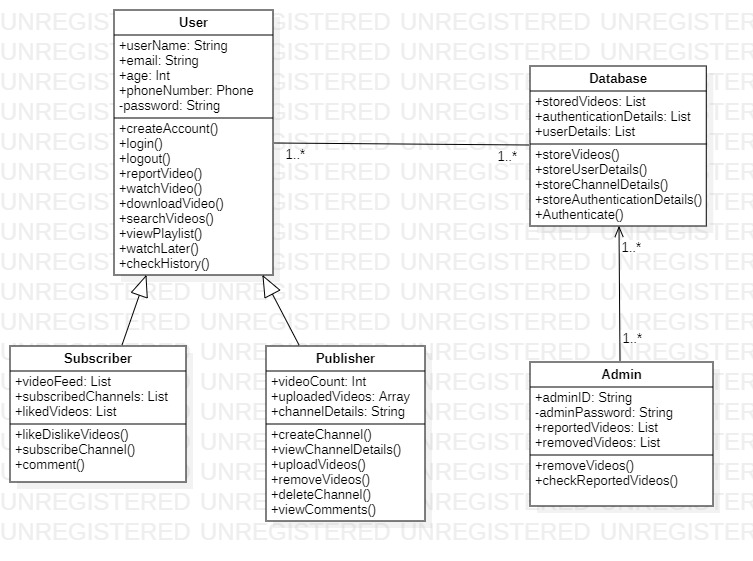 User
+userName: String
+email: String
+age: Int
+phoneNumber: Phone
-password: String
+createAccount()
+login()
+logout()
+reportVideo()
+watchVideo()
+downloadVideo()
+searchVideos()
+viewPlaylist()
+watchLater()
+checkHistory()
1..*
1..*
Database
+storedVideos: List
+authenticationDetails: List
+userDetails: List
+storeVideos()
+storeUserDetails()
+storeChannelDetails()
+storeAuthenticationDetails()
+Authenticate()
1..*
1..*
Subscriber
+videoFeed: List
+subscribedChannels: List
+likedVideos: List
+likeDislikeVideos()
+subscribeChannel()
+comment()
Publisher
+videoCount: Int
+uploadedVideos: Array
+channelDetails: String
+createChannel()
+viewChannelDetails()
+uploadVideos()
+removeVideos()
+deleteChannel()
+viewComments()
Admin
+adminID: String
-adminPassword: String
+reportedVideos: List
+removedVideos: List
+removeVideos()
+checkReportedVideos()
UNREGISTERED